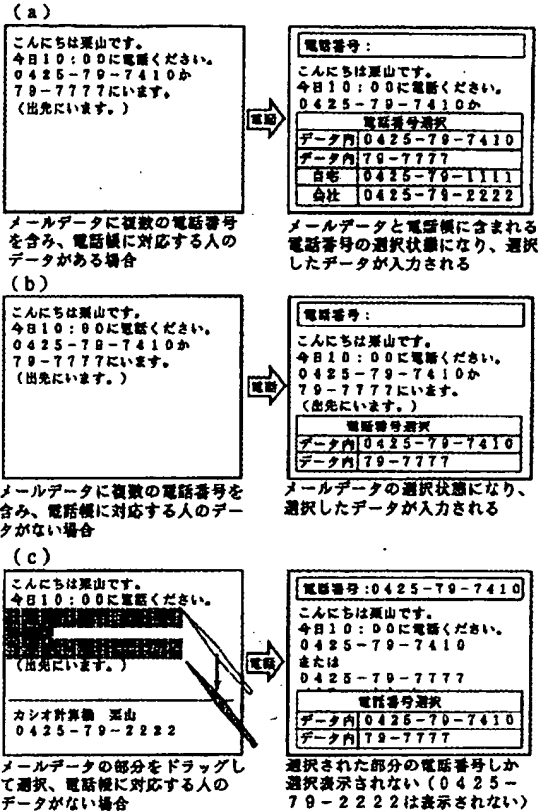 (a)
こんにちは栗山です。
今日10:00に電話ください。
0425-79-7410か
79-7777にいます。
(出先にいます。)
電話
電話番号:
こんにちは栗山です。
今日10:00に電話ください。
0425-79-7410か
電話番号選択
データ内 0425-79-7410
データ内 79-7777
自宅 0425-79-1111
会社 0425-79-2222
メールデータに複数の電話番号
を含み、電話帳に対応する人の
データがある場合
メールデータと電話帳に含まれる
電話番号の選択状態になり、選択
したデータが入力される
(b)
こんにちは栗山です。
今日10:00に電話ください。
0425-79-7410か
79-7777にいます。
(出先にいます。)
電話
電話番号:
こんにちは栗山です。
今日10:00に電話ください。
0425-79-7410か
79-7777にいます。
(出先にいます。)
電話番号選択
データ内 0425-79-7410
データ内 79-7777
メールデータに複数の電話番号を
含み、電話帳に対応する人のデー
タがない場合
メールデータの選択状態になり、
選択したデータが入力される
(c)
こんにちは栗山です。
今日10:00に電話ください。
(出先にいます。)
カシオ計算機 栗山
0425-79-2222
電話
電話番号:0425-79-7410
こんにちは栗山です。
今日10:00に電話ください。
0425-79-7410
または
0425-79-7777
電話番号選択
データ内 0425-79-7410
データ内 79-7777
メールデータの部分をドラッグし
て選択、電話帳に対応する人の
データがない場合
選択された部分の電話番号しか
選択表示されない(0425-
79-2222は表示されない)